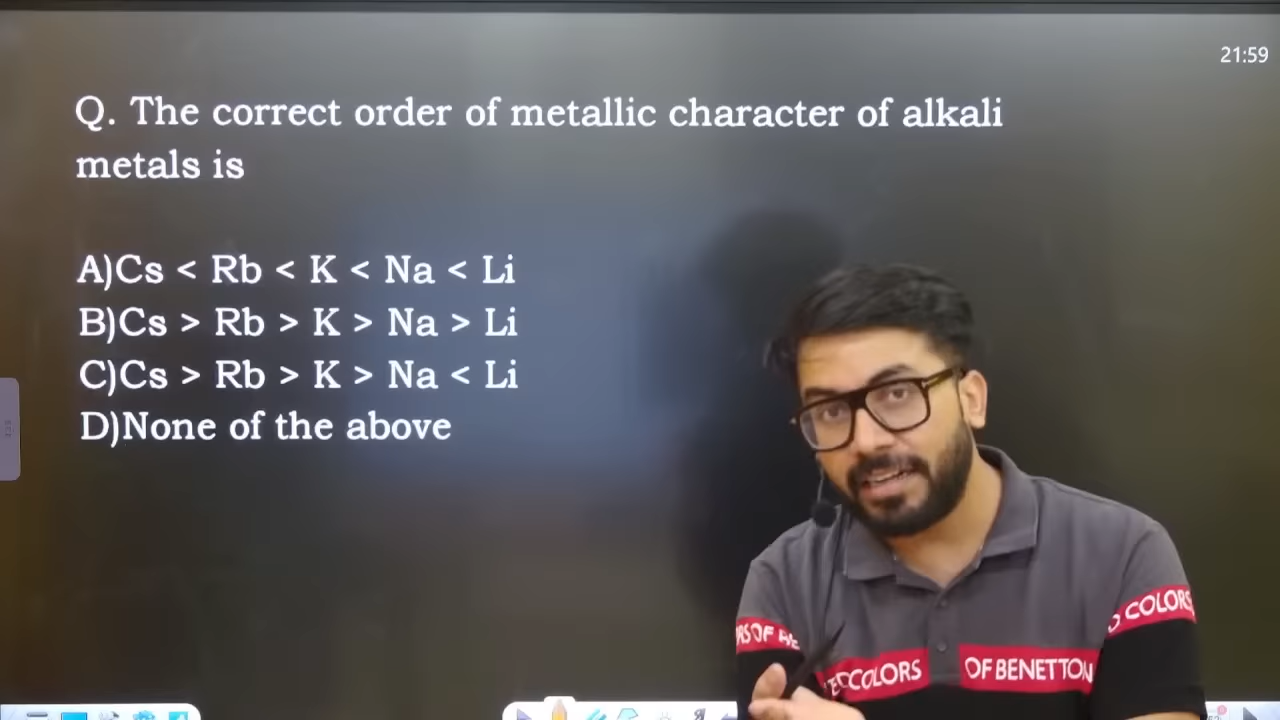 21:59
Q. The correct order of metallic character of alkali
metals is
A)Cs < Rb < K < Na < Li
B)Cs > Rb > K > Na > Li
C)Cs > Rb > K > Na < Li
D)None of the above
COLORS
COLORS
OF BENETTON